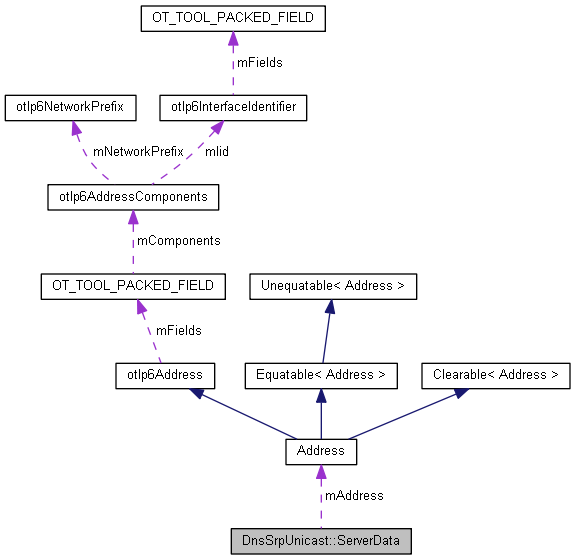 OT_TOOL_PACKED_FIELD
mFields
otIp6NetworkPrefix
otIp6InterfaceIdentifier
mNetworkPrefix
mIid
otIp6AddressComponents
mComponents
OT_TOOL_PACKED_FIELD
Unequatable< Address >
mFields
otIp6Address
Equatable< Address >
Clearable< Address >
Address
mAddress
DnsSrpUnicast::ServerData